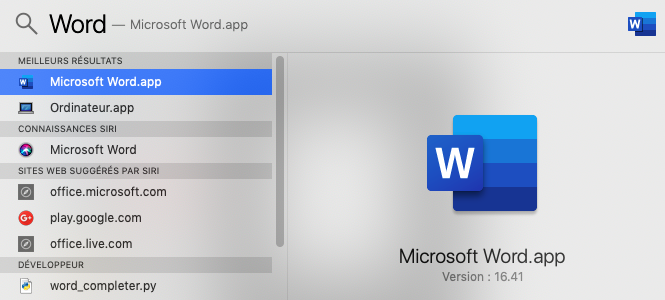 Word — Microsoft Word.app
MEILLEURS RÉSULTATS
Microsoft Word.app
Ordinateur.app
CONNAISSANCES SIRI
Microsoft Word
SITES WEB SUGGÉRÉS PAR SIRI
office.microsoft.com
play.google.com
office.live.com
DÉVELOPPEUR
word_completer.py
W
Microsoft Word.app
Version : 16.41